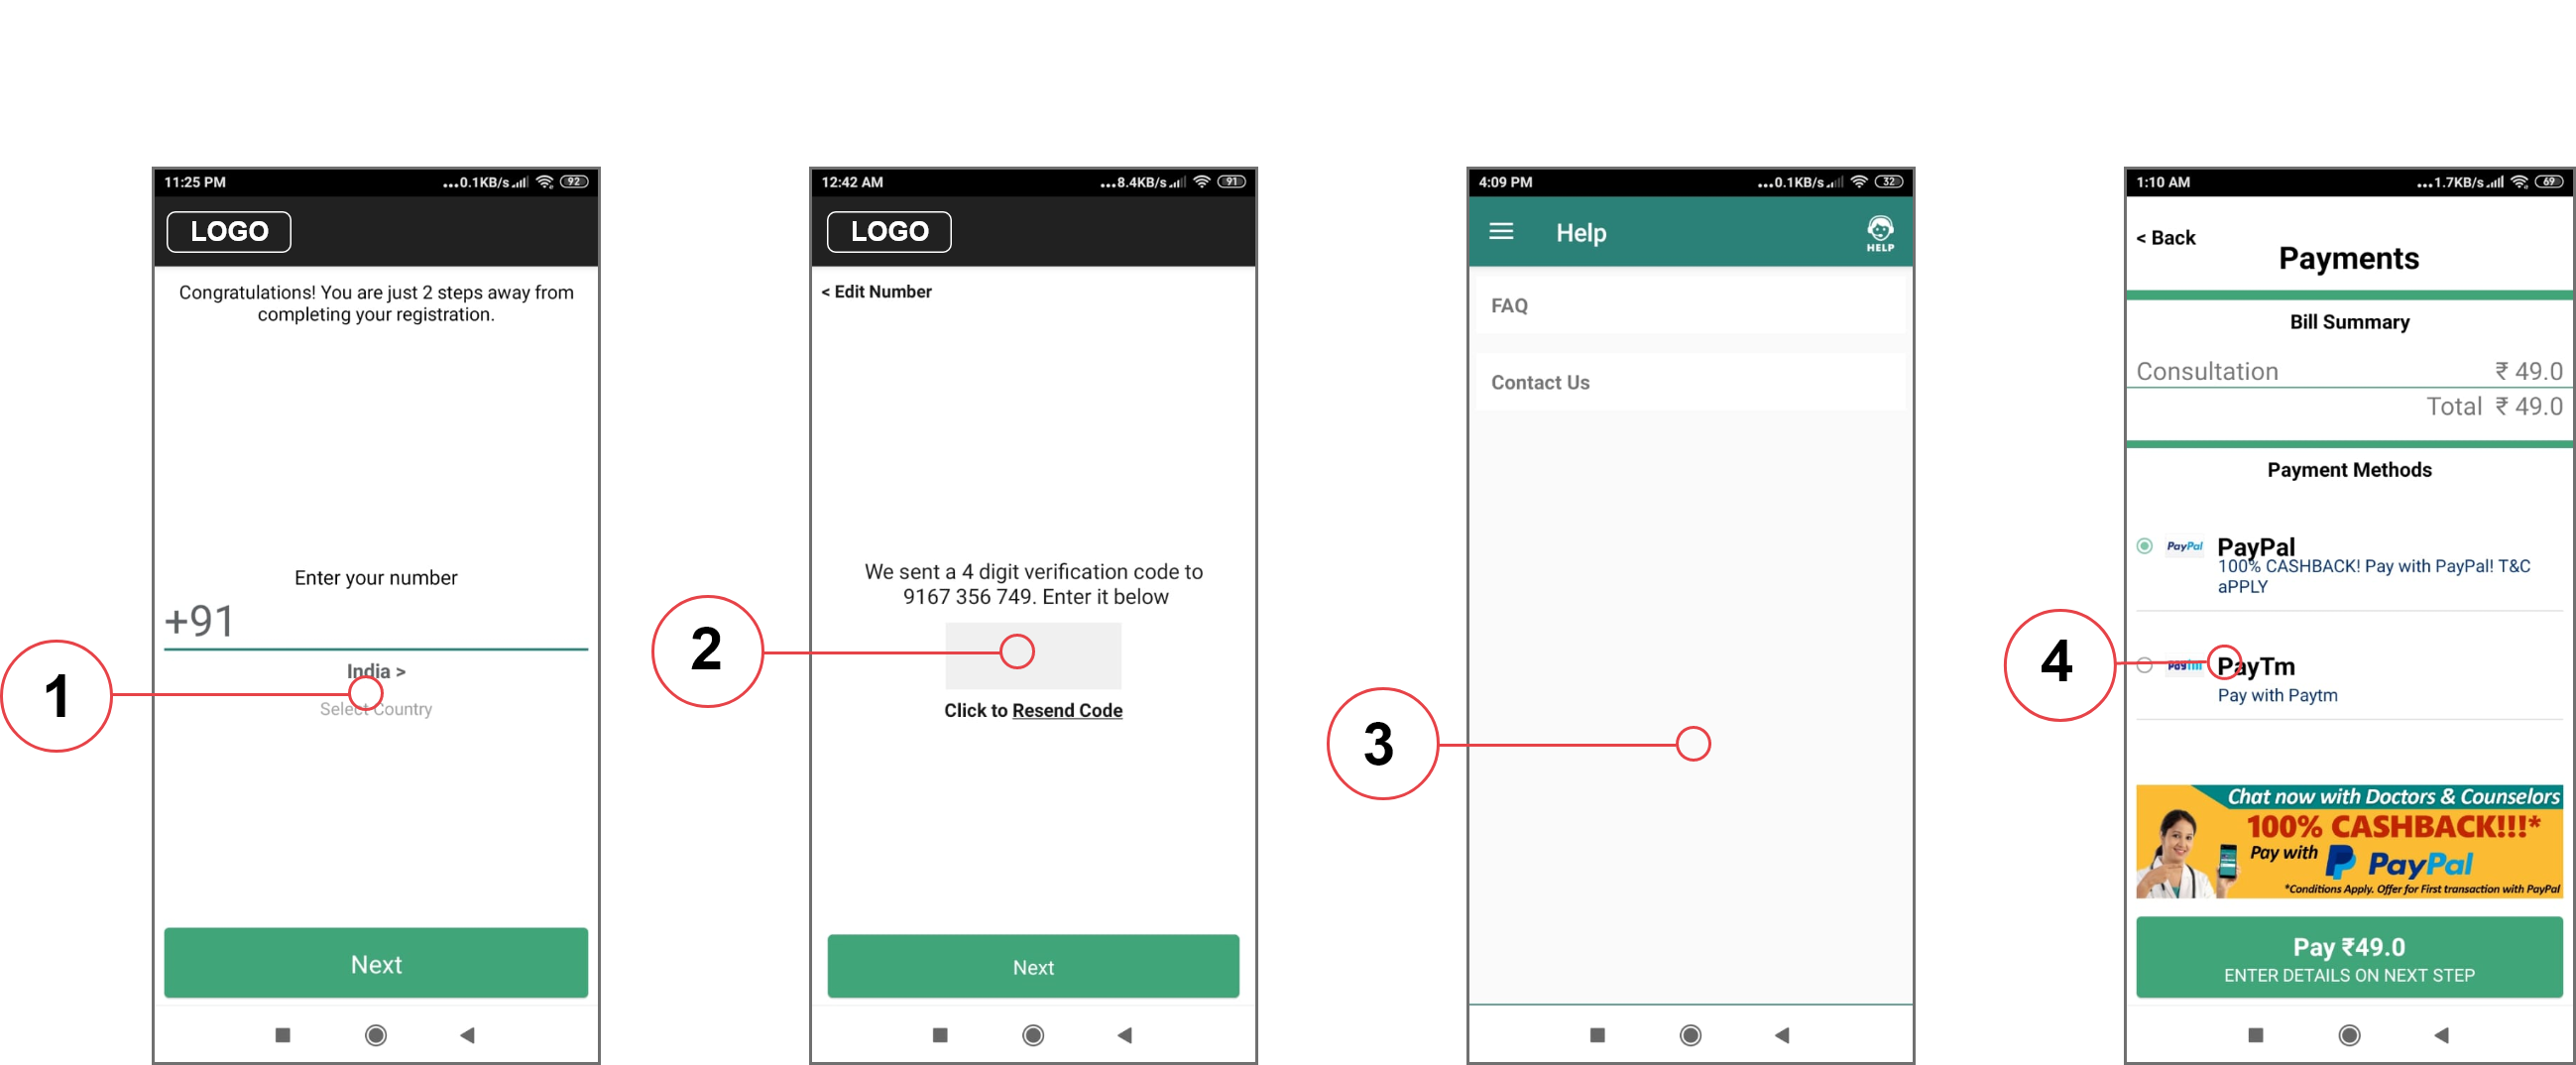 11:25 PM
...0.1KB/s
92
LOGO
Congratulations! You are just 2 steps away from
completing your registration.
Enter your number
+91
India >
Select Country
Next
1
12:42 AM
...8.4KB/s
91
LOGO
< Edit Number
We sent a 4 digit verification code to
9167 356 749. Enter it below
Click to Resend Code
Next
2
4:09 PM
...0.1KB/s
32
Help
HELP
FAQ
Contact Us
3
1:10 AM
...1.7KB/s
69
< Back
Payments
Bill Summary
Consultation ₹ 49.0
Total ₹ 49.0
Payment Methods
PayPal PayPal
100% CASHBACK! Pay with PayPal! T&C
aPPLY
Paytm PayTm
Pay with Paytm
4
Chat now with Doctors & Counselors
100% CASHBACK!!!*
Pay with PayPal
*Conditions Apply. Offer for First transaction with PayPal
Pay ₹49.0
ENTER DETAILS ON NEXT STEP